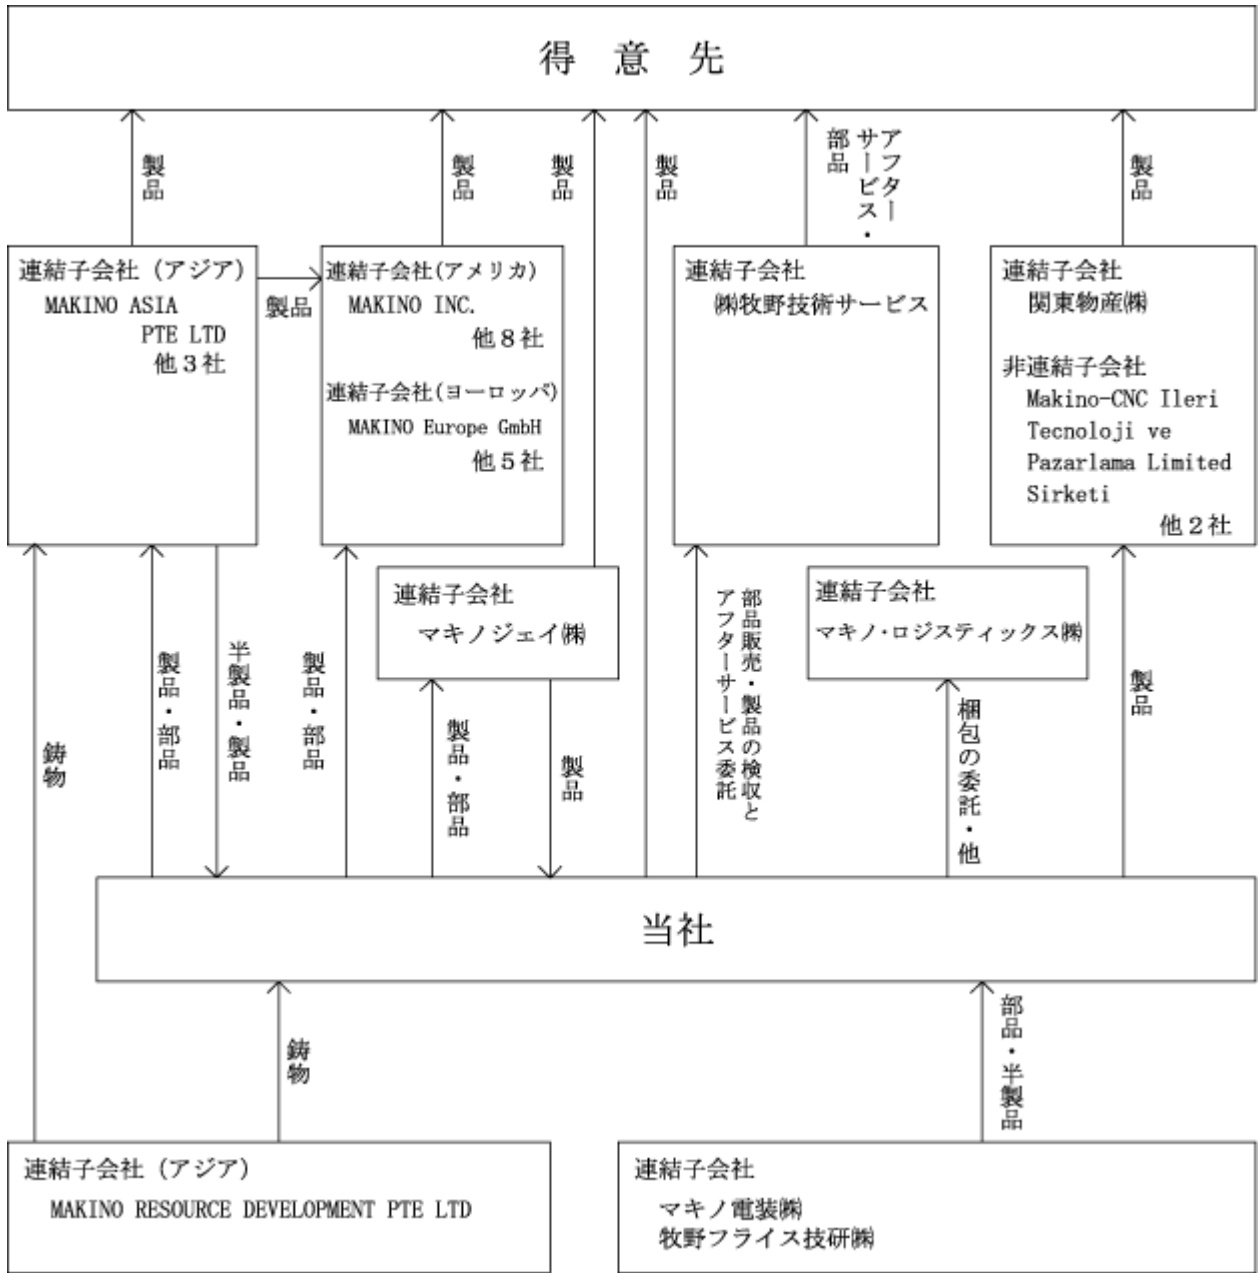 得　意　先
製品
製品
製品
製品
アフター
サービス・
部品
製品
連結子会社（アジア）
MAKINO ASIA
PTE LTD
他３社
製品
連結子会社(アメリカ)
MAKINO INC.
他８社
連結子会社(ヨーロッパ)
MAKINO Europe GmbH
他５社
連結子会社
㈱牧野技術サービス
連結子会社
関東物産㈱
非連結子会社
Makino-CNC Ileri
Tecnoloji ve
Pazarlama Limited
Sirketi
他２社
連結子会社
マキノジェイ㈱
連結子会社
マキノ・ロジスティックス㈱
鋳物
製品・部品
半製品・製品
製品・部品
製品・部品
製品
部品販売・製品の検収と
アフターサービス委託
梱包の委託・他
製品
当社
鋳物
部品・半製品
連結子会社（アジア）
MAKINO RESOURCE DEVELOPMENT PTE LTD
連結子会社
マキノ電装㈱
牧野フライス技研㈱